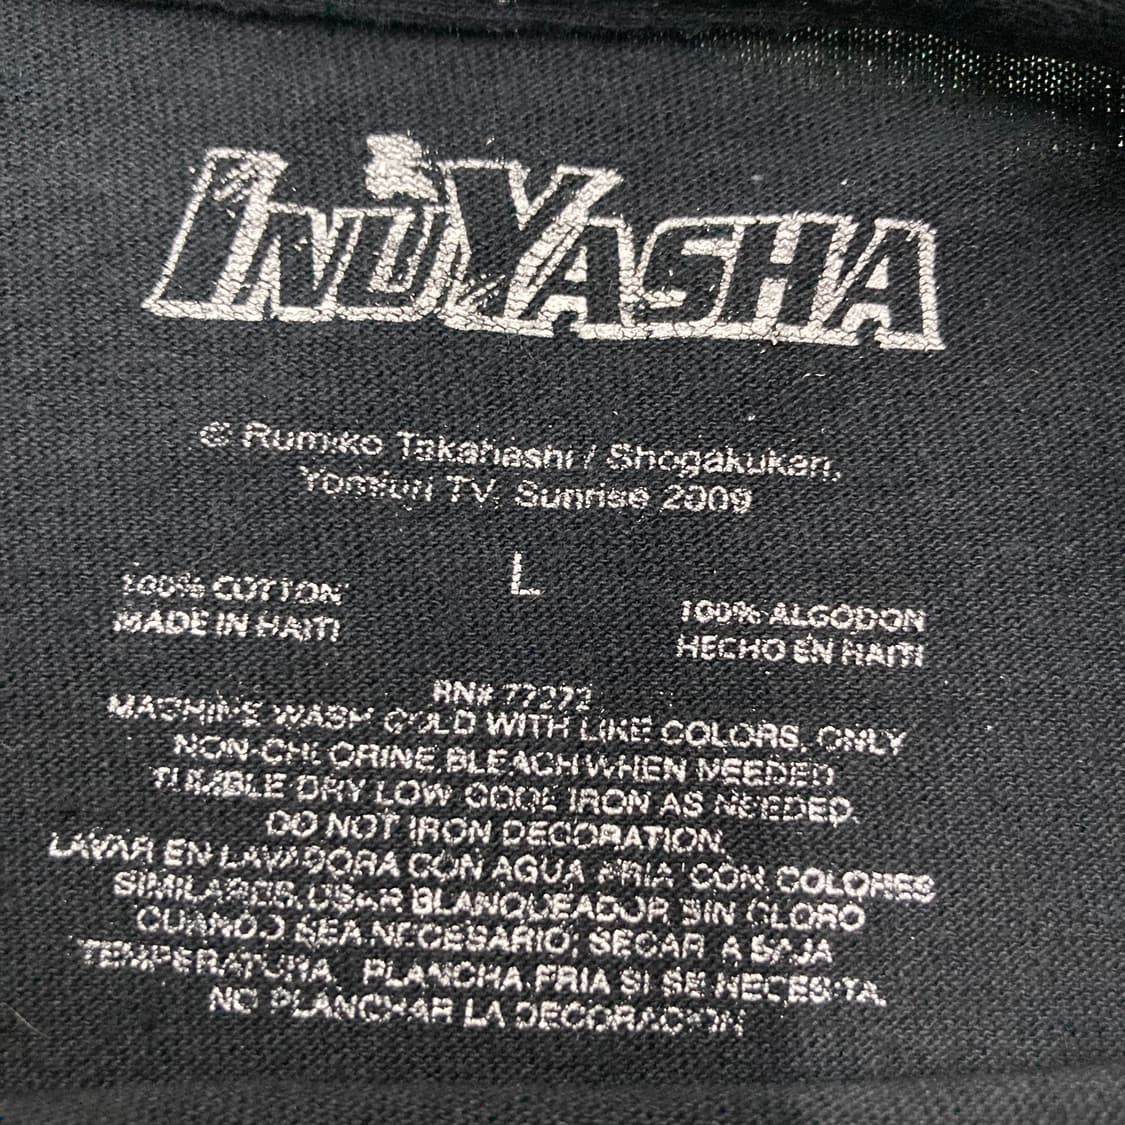 INUYASHA
© Rumiko Takahashi / Shogakukan,
Yomiuri TV, Sunrise 2009
L
100% COTTON
MADE IN HAITI
100% ALGODON
HECHO EN HAITI
RN# 77272
MACHINE WASH COLD WITH LIKE COLORS, ONLY
NON-CHLORINE BLEACH WHEN NEEDED
TUMBLE DRY LOW COOL IRON AS NEEDED.
DO NOT IRON DECORATION.
LAVAR EN LAVADORA CON AGUA FRIA CON COLORES
SIMILARES, USAR BLANQUEADOR SIN CLORO
CUANDO SEA NECESARIO; SECAR A BAJA
TEMPERATURA. PLANCHA FRIA SI SE NECESITA.
NO PLANCHAR LA DECORACION